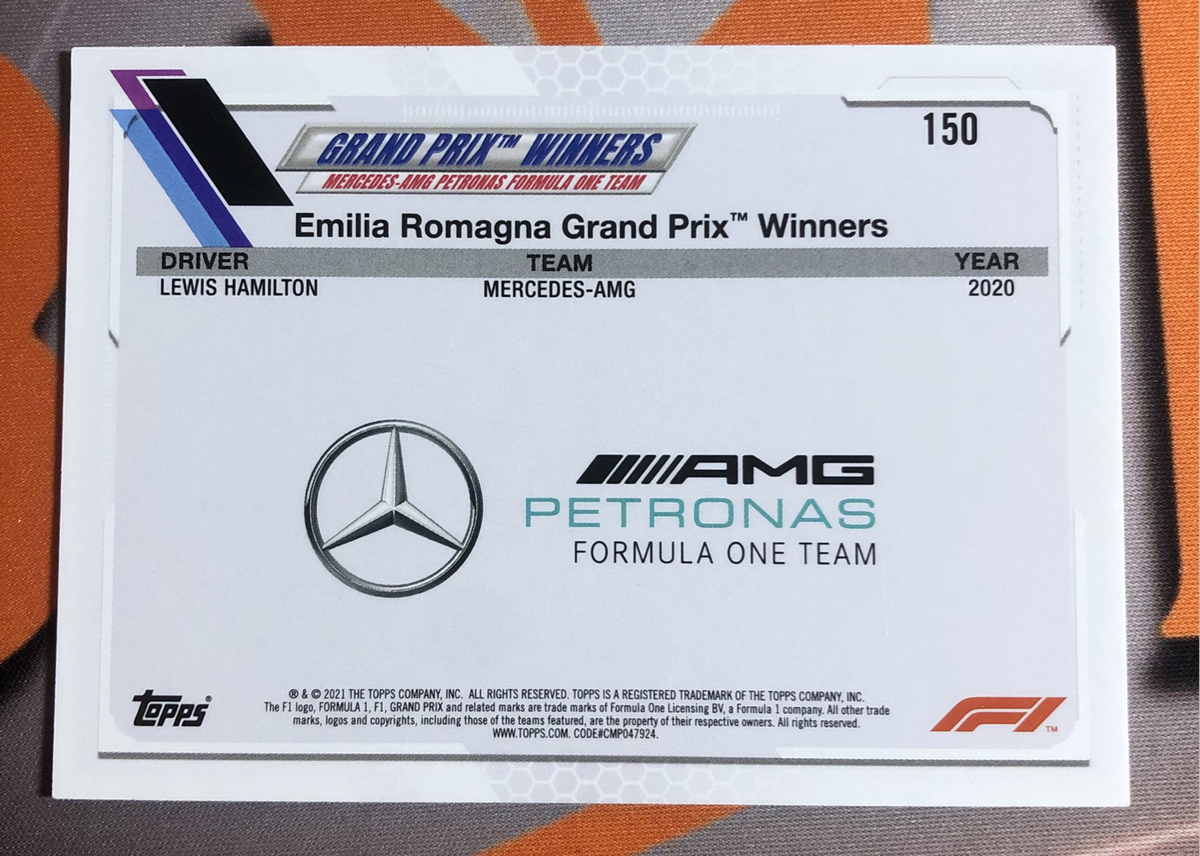 150
GRAND PRIX™ WINNERS
MERCEDES-AMG PETRONAS FORMULA ONE TEAM
Emilia Romagna Grand Prix™ Winners
DRIVER TEAM YEAR
LEWIS HAMILTON MERCEDES-AMG 2020
AMG
PETRONAS
FORMULA ONE TEAM
® & © 2021 THE TOPPS COMPANY, INC. ALL RIGHTS RESERVED. TOPPS IS A REGISTERED TRADEMARK OF THE TOPPS COMPANY, INC.
The F1 logo, FORMULA 1, F1, GRAND PRIX and related marks are trade marks of Formula One Licensing BV, a Formula 1 company. All other trade
marks, logos and copyrights, including those of the teams featured, are the property of their respective owners. All rights reserved.
WWW.TOPPS.COM. CODE#CMP047924.
TOPPS®
F1™